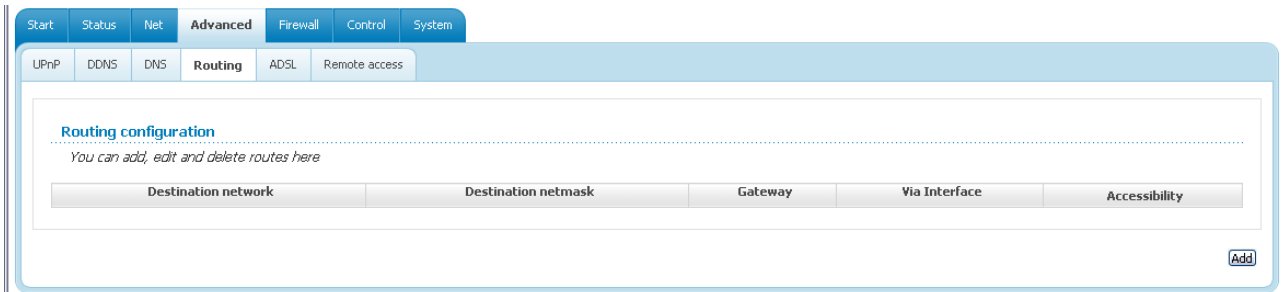 Start Status Net Advanced Firewall Control System
UPnP DDNS DNS Routing ADSL Remote access
Routing configuration
You can add, edit and delete routes here
Destination network Destination netmask Gateway Via Interface Accessibility
Add